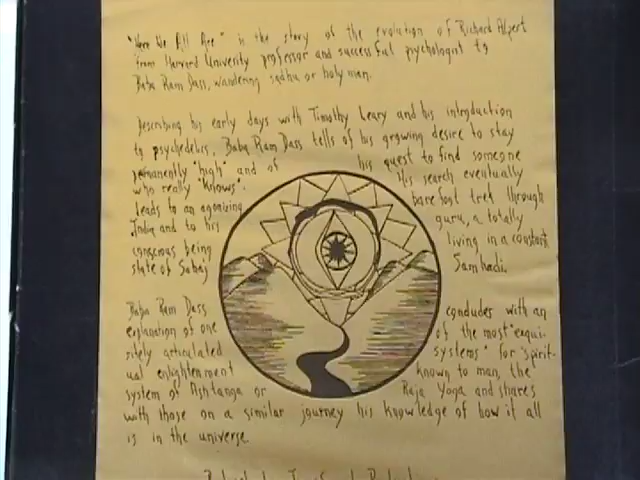 "Here We All Are" is the story of the evolution of Richard Alpert
from Harvard University professor and successful psychologist to
Baba Ram Dass, wandering sadhu or holy man.
Describing his early days with Timothy Leary and his introduction
to psychedelics, Baba Ram Dass tells of his growing desire to stay
permanently "high" and of his quest to find someone
who really "knows". His search eventually
leads to an agonizing barefoot trek through
India and to his guru, a totally
conscious being living in a constant
state of Sabaj Samhadi.
Baba Ram Dass concludes with an
explanation of one of the most "exqui-
sitely articulated systems" for "spirit-
ual enlightenment known to man, the
system of Ashtanga or Raja Yoga and shares
with those on a similar journey his knowledge of how it all
is in the universe.